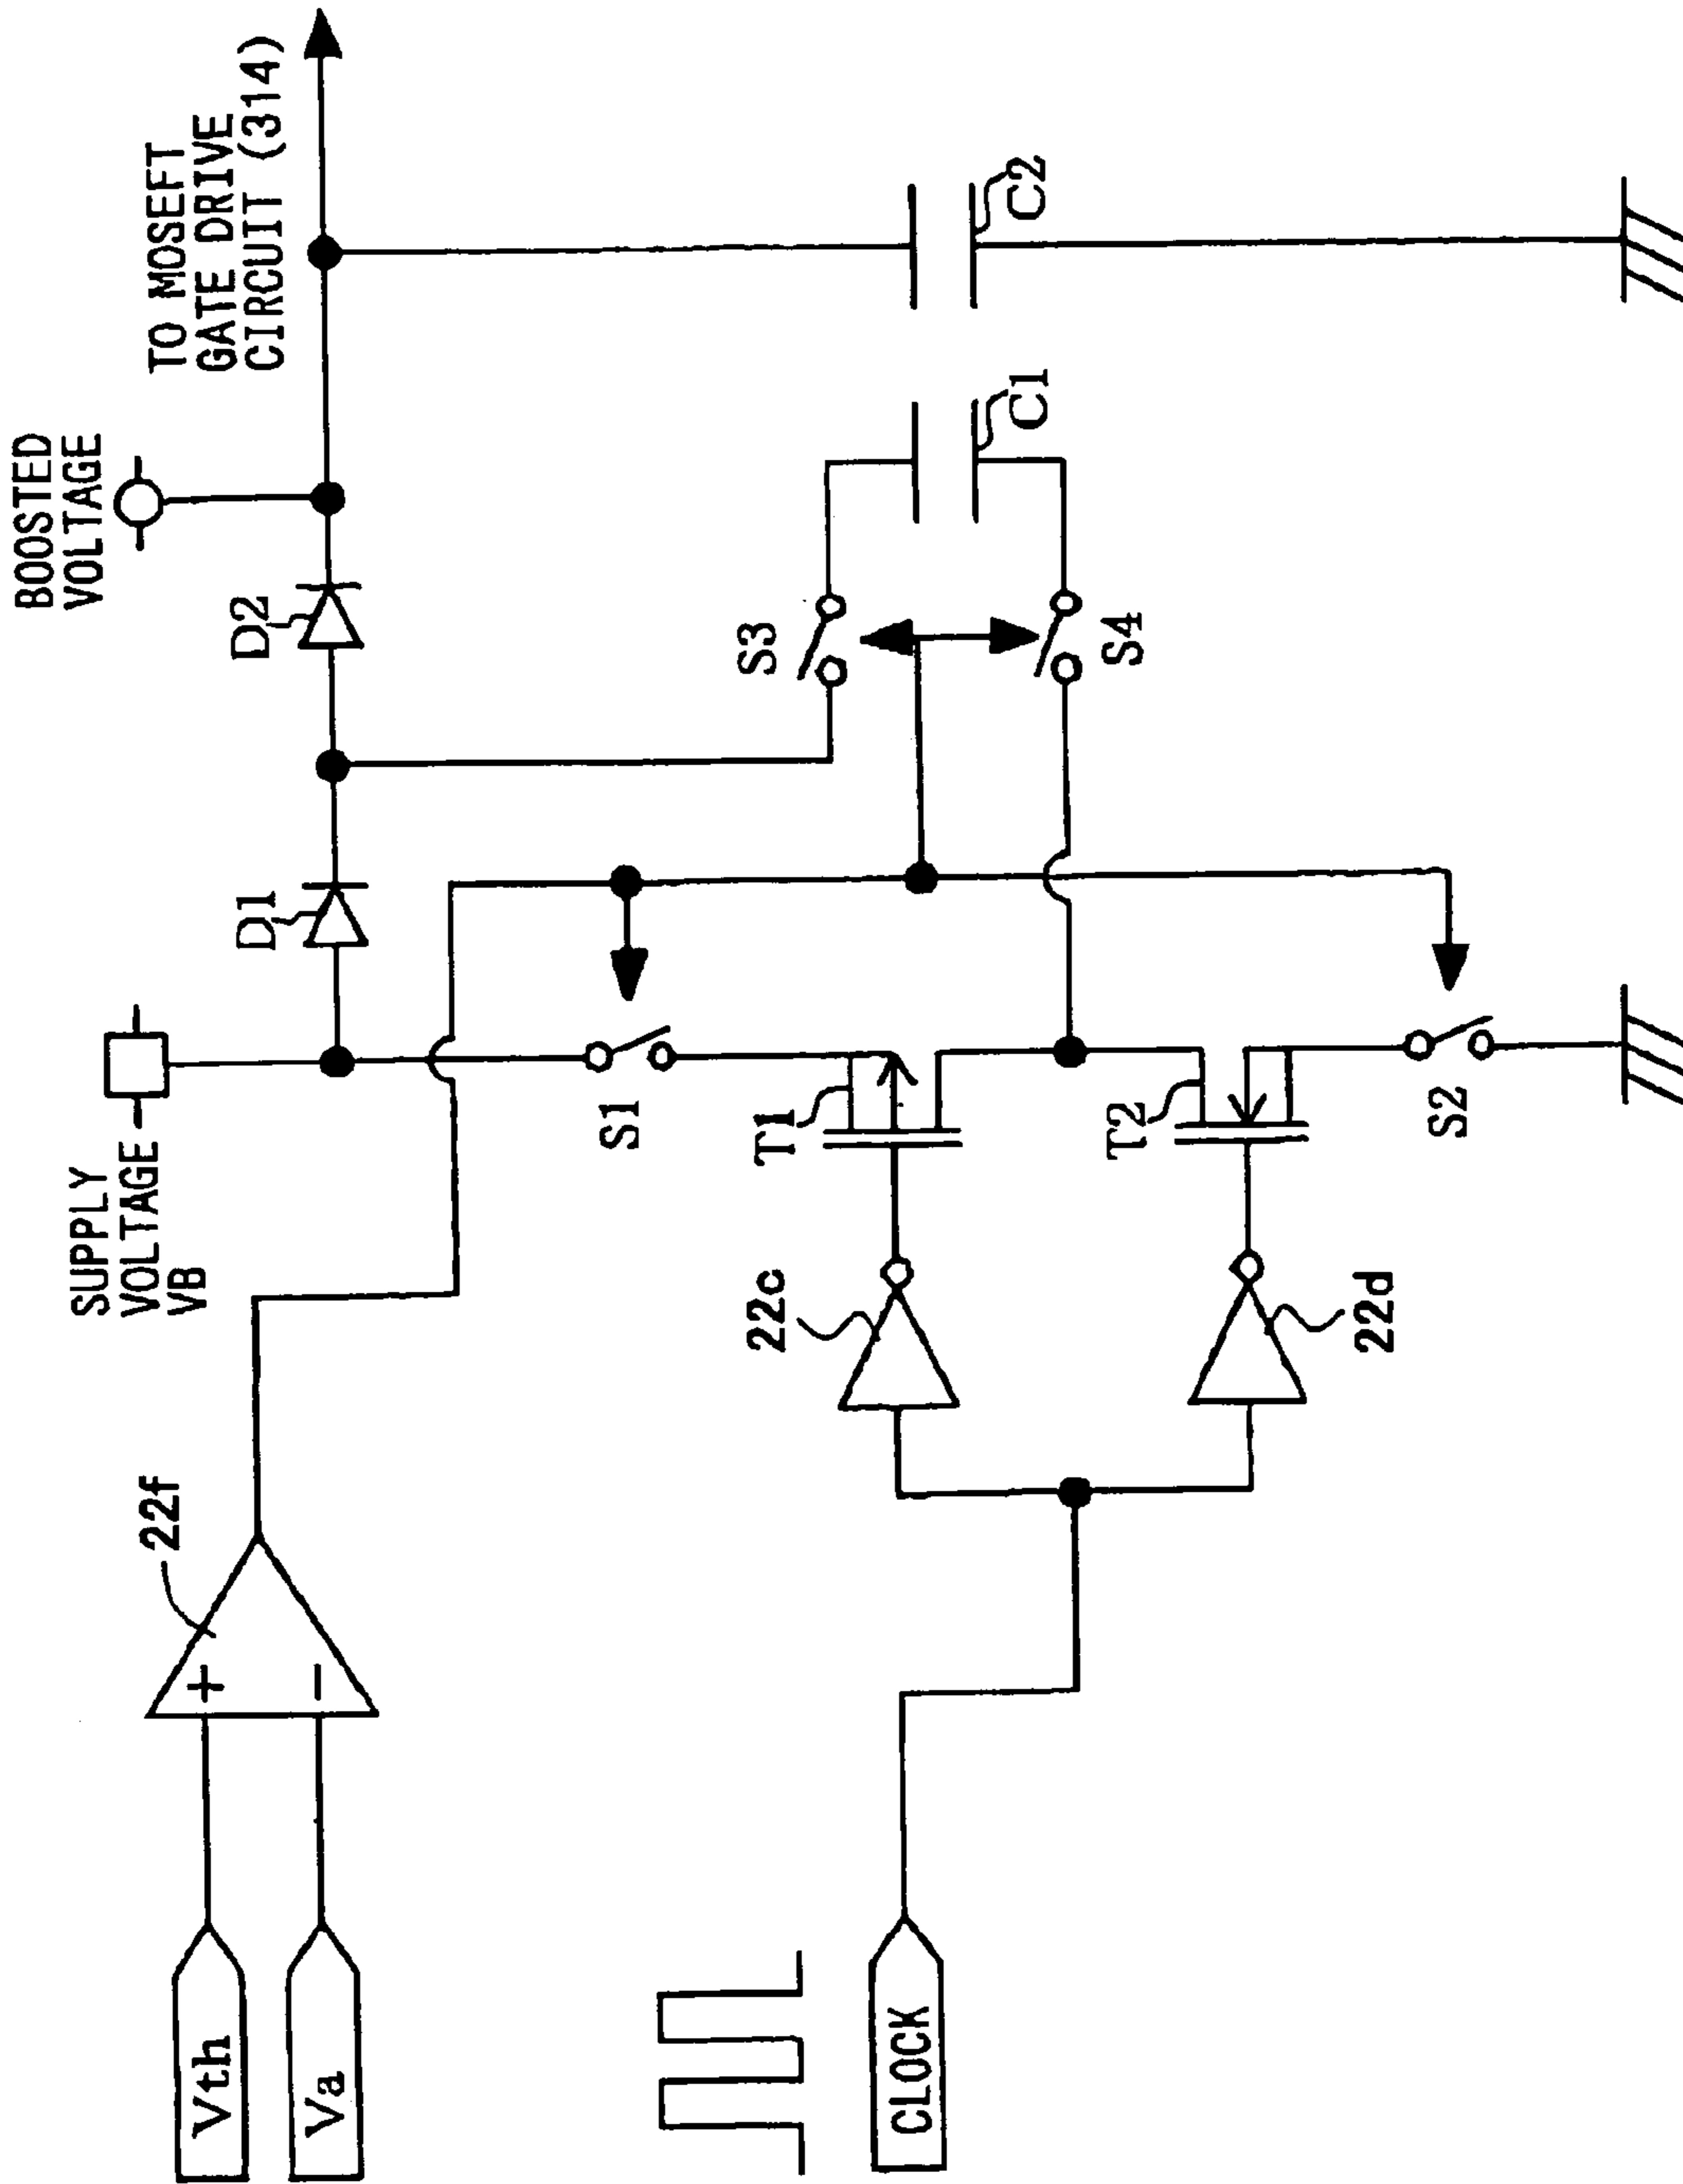 BOOSTED
VOLTAGE
TO MOSEFT
GATE DRIVE
CIRCUIT (314)
SUPPLY
VOLTAGE
VB
D1
D2
22f
Vth
+
Va
−
S1
S3
C1
C2
T1
22c
S4
CLOCK
T2
22d
S2